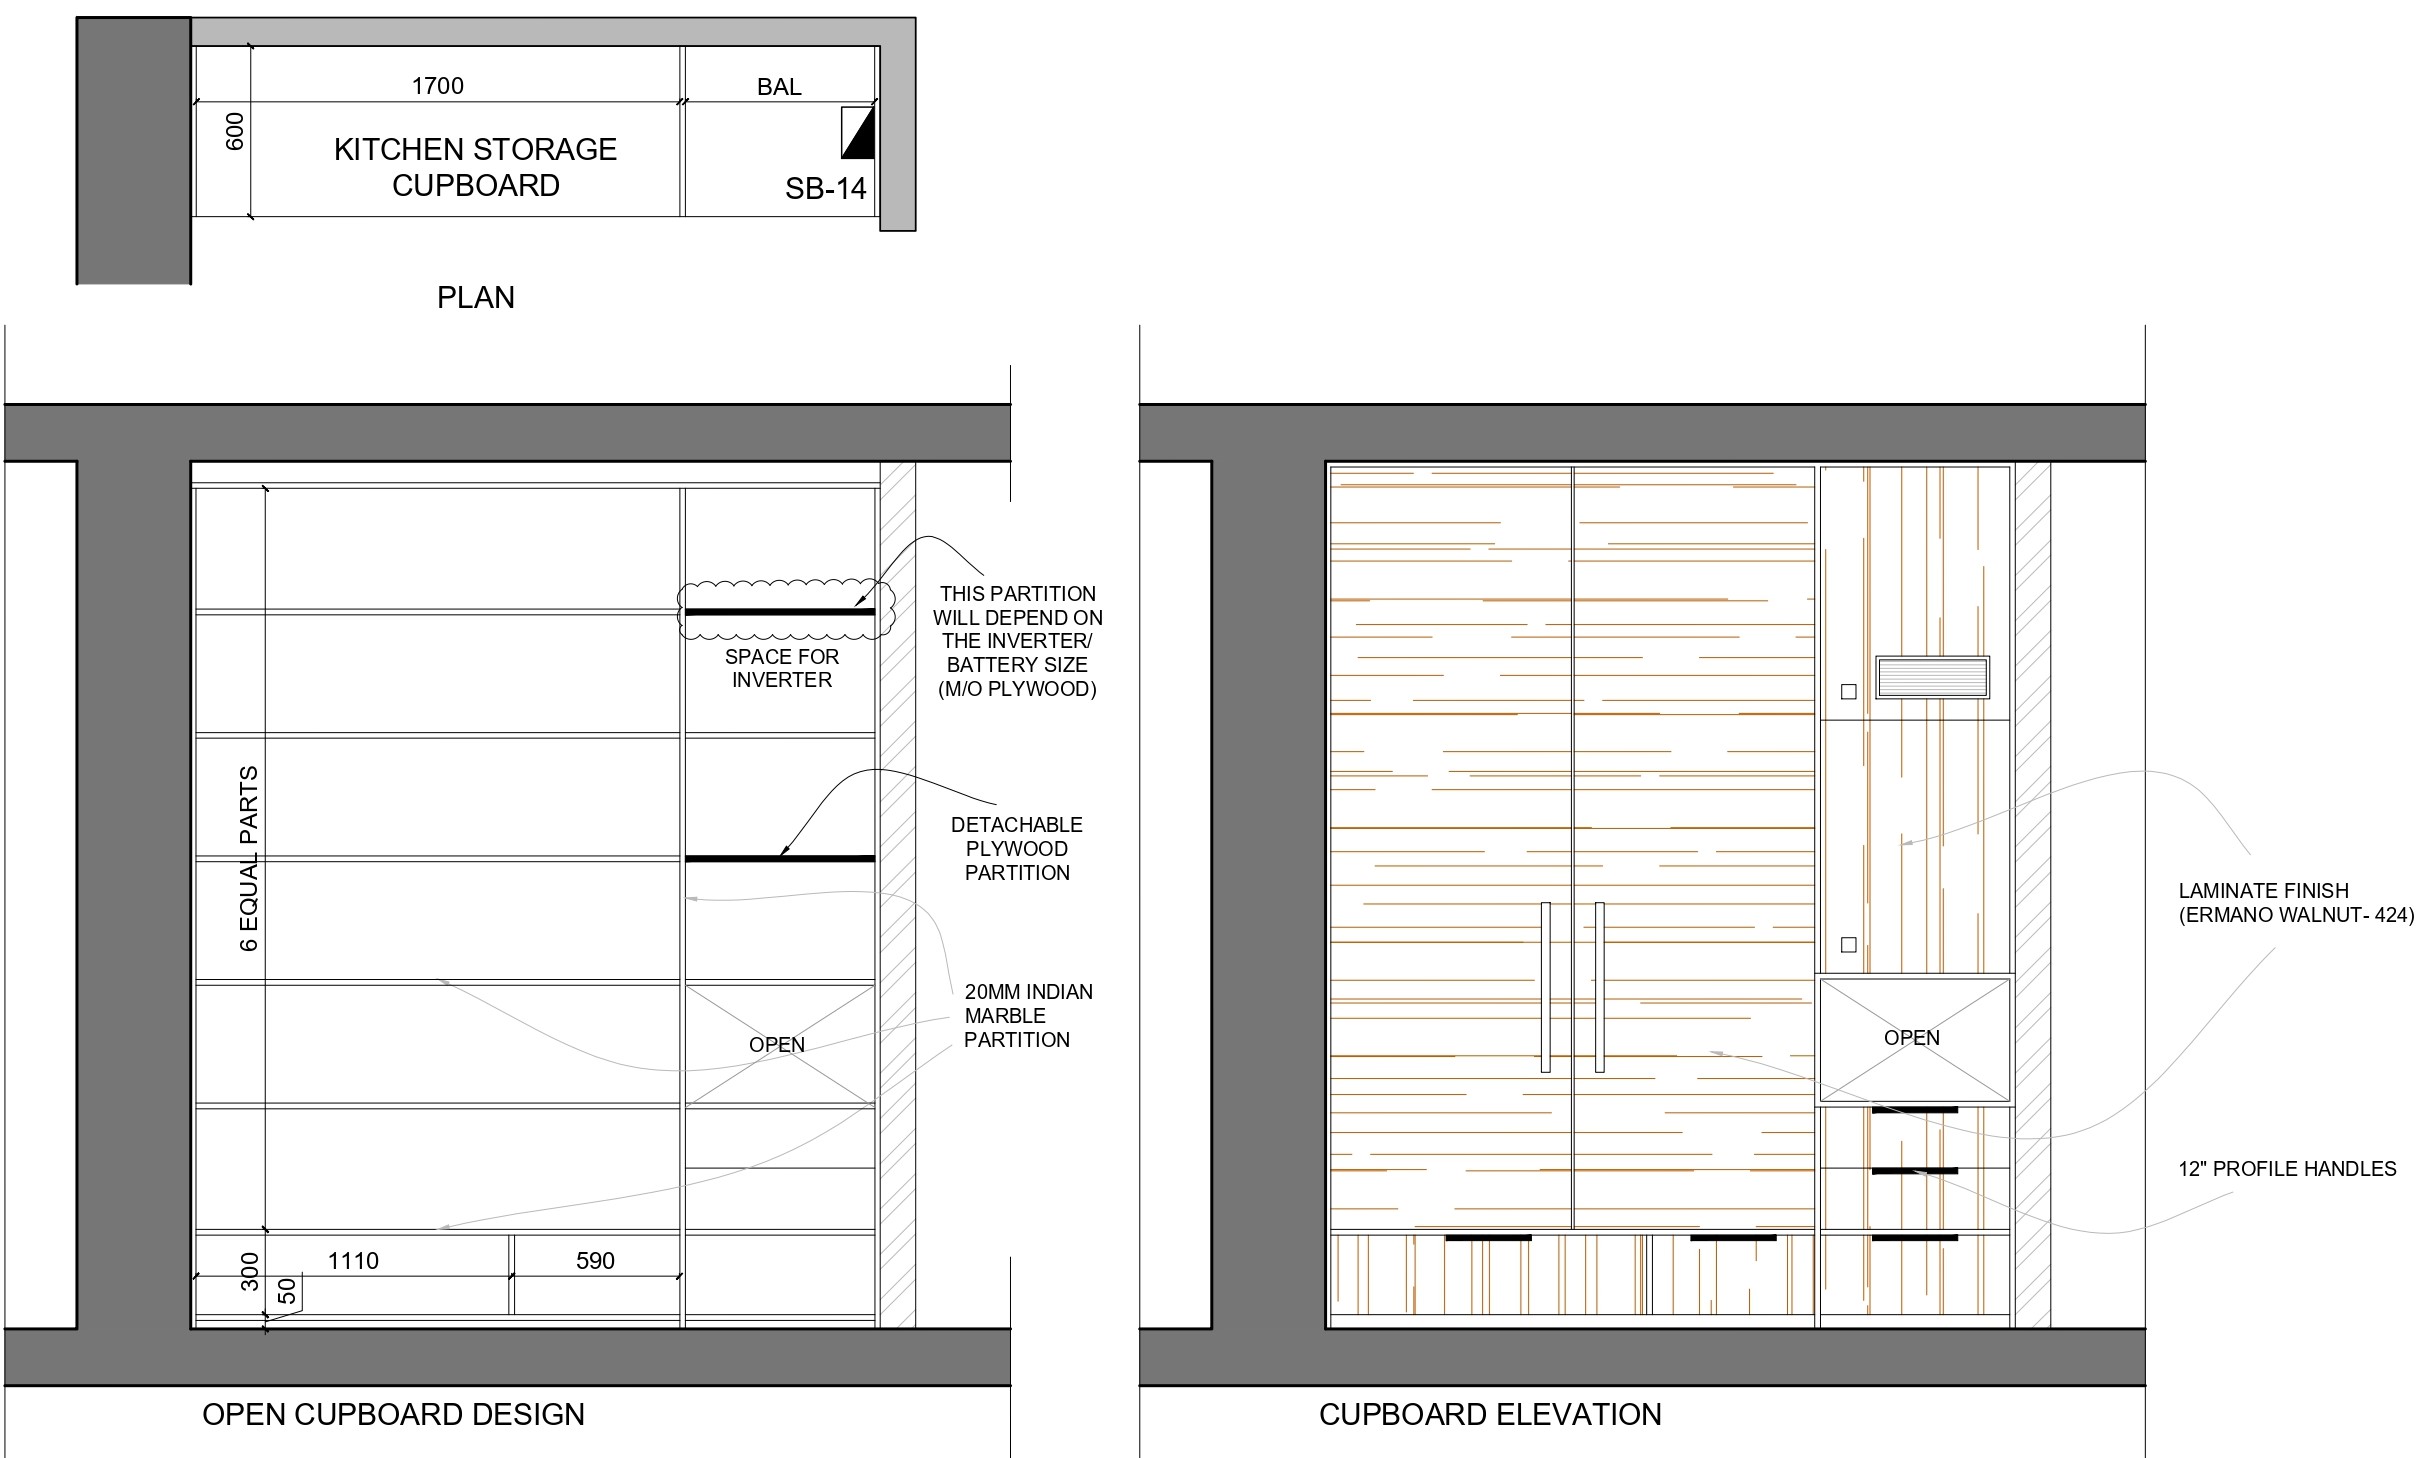 1700
BAL
600
KITCHEN STORAGE
CUPBOARD
SB-14
PLAN
THIS PARTITION
WILL DEPEND ON
THE INVERTER/
BATTERY SIZE
(M/O PLYWOOD)
SPACE FOR
INVERTER
6 EQUAL PARTS
DETACHABLE
PLYWOOD
PARTITION
20MM INDIAN
MARBLE
PARTITION
OPEN
300
50
1110
590
OPEN CUPBOARD DESIGN
LAMINATE FINISH
(ERMANO WALNUT- 424)
OPEN
12" PROFILE HANDLES
CUPBOARD ELEVATION